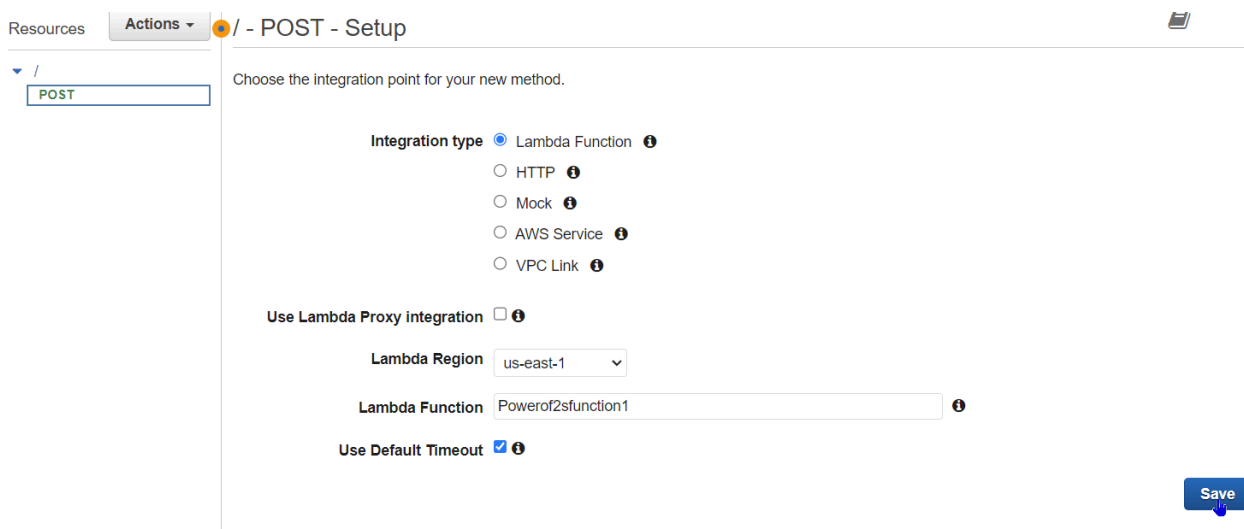 Resources
Actions
/ - POST - Setup
/
POST
Choose the integration point for your new method.
Integration type
Lambda Function
HTTP
Mock
AWS Service
VPC Link
Use Lambda Proxy integration
Lambda Region us-east-1
Lambda Function Powerof2sfunction1
Use Default Timeout
Save